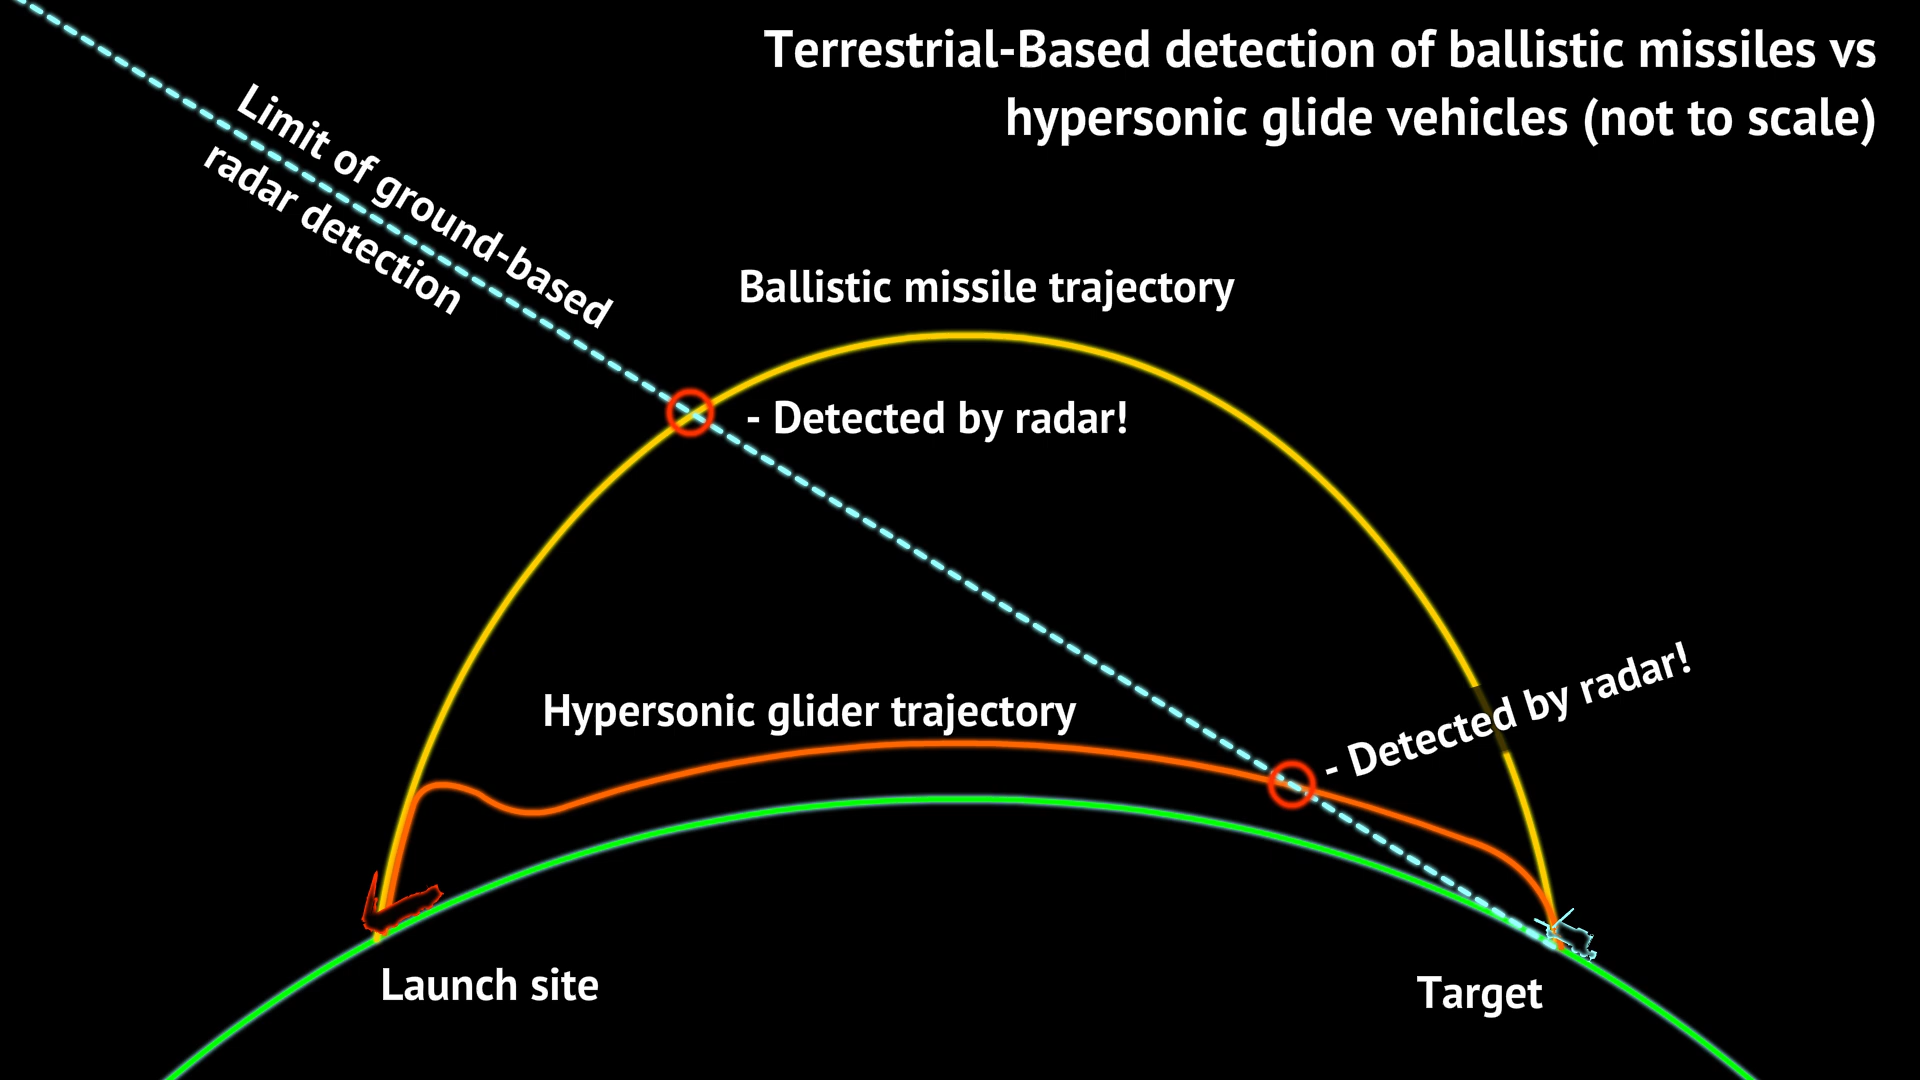 Terrestrial-Based detection of ballistic missiles vs
hypersonic glide vehicles (not to scale)
Limit of ground-based
radar detection
Ballistic missile trajectory
- Detected by radar!
Hypersonic glider trajectory
- Detected by radar!
Launch site
Target